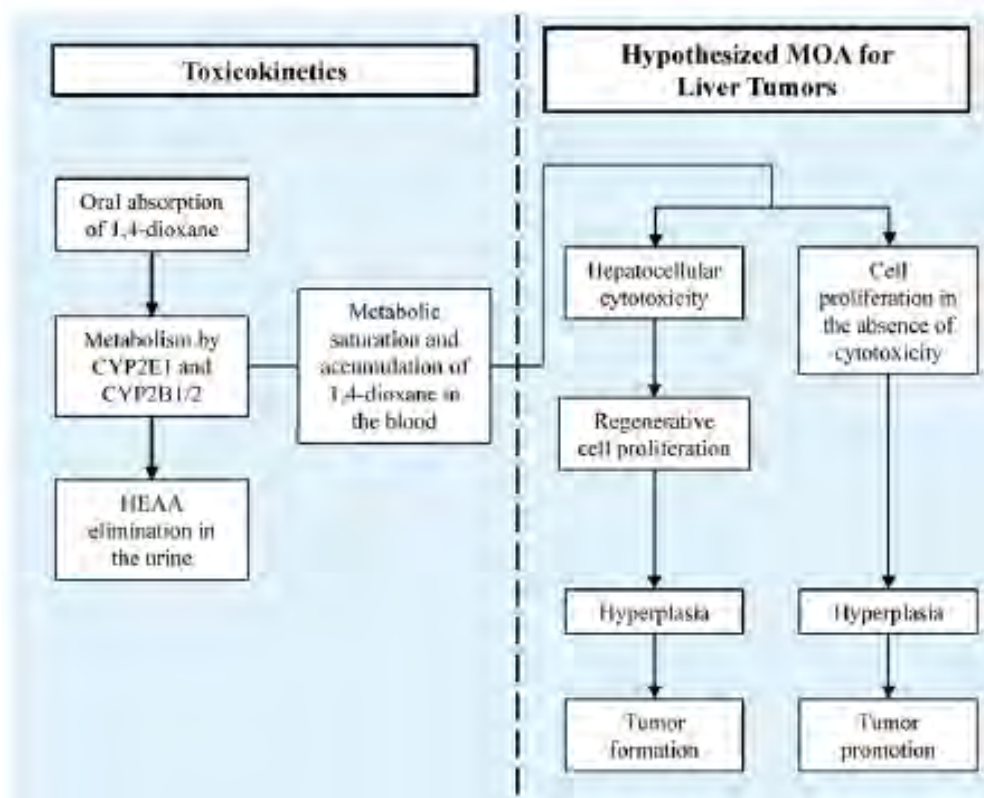 Toxicokinetics
Hypothesized MOA for
Liver Tumors
Oral absorption
of 1,4-dioxane
Metabolism by
CYP2E1 and
CYP2B1/2
HEAA
elimination in
the urine
Metabolic
saturation and
accumulation of
1,4-dioxane in
the blood
Hepatocellular
cytotoxicity
Regenerative
cell proliferation
Hyperplasia
Tumor
formation
Cell
proliferation in
the absence of
cytotoxicity
Hyperplasia
Tumor
promotion